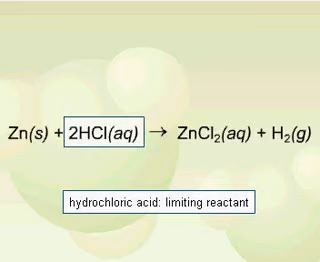 Zn(s) + 2HCl(aq) → ZnCl₂(aq) + H₂(g)
hydrochloric acid: limiting reactant